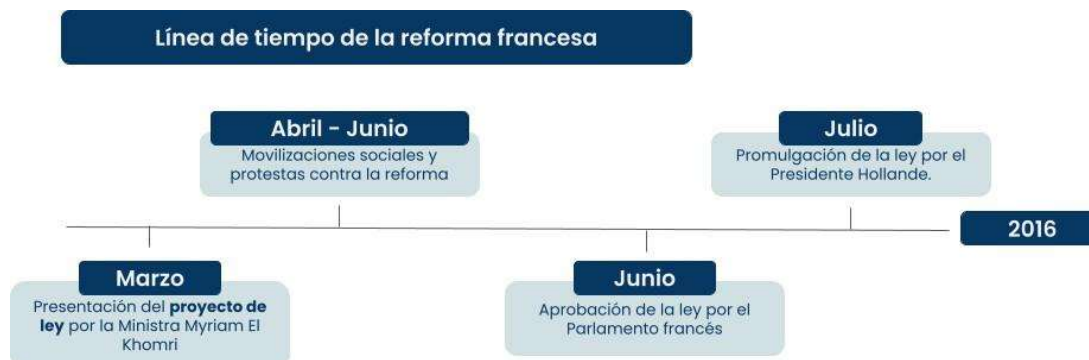 Línea de tiempo de la reforma francesa
Abril - Junio
Movilizaciones sociales y
protestas contra la reforma
Julio
Promulgación de la ley por el
Presidente Hollande.
2016
Marzo
Presentación del proyecto de
ley por la Ministra Myriam El
Khomri
Junio
Aprobación de la ley por el
Parlamento francés